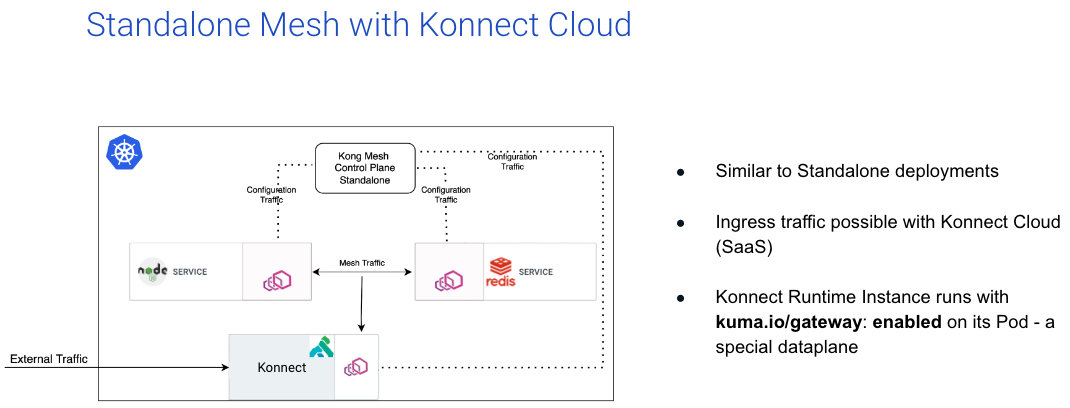 Standalone Mesh with Konnect Cloud
Kong Mesh
Control Plane
Standalone
Configuration
Traffic
Configuration
Traffic
Configuration
Traffic
node
SERVICE
Mesh Traffic
redis
SERVICE
External Traffic
Konnect
● Similar to Standalone deployments
● Ingress traffic possible with Konnect Cloud
(SaaS)
● Konnect Runtime Instance runs with
kuma.io/gateway: enabled on its Pod - a
special dataplane